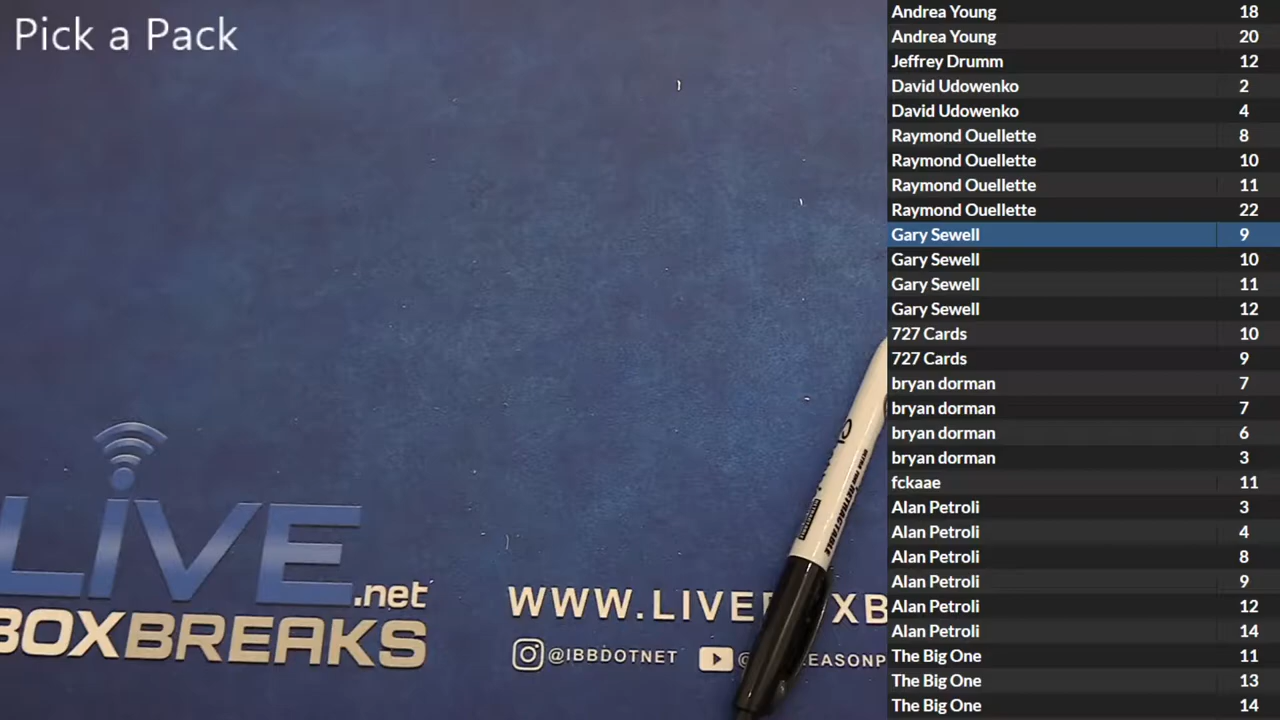 Pick a Pack
Andrea Young 18
Andrea Young 20
Jeffrey Drumm 12
David Udowenko 2
David Udowenko 4
Raymond Ouellette 8
Raymond Ouellette 10
Raymond Ouellette 11
Raymond Ouellette 22
Gary Sewell 9
Gary Sewell 10
Gary Sewell 11
Gary Sewell 12
727 Cards 10
727 Cards 9
bryan dorman 7
bryan dorman 7
bryan dorman 6
bryan dorman 3
fckaae 11
Alan Petroli 3
Alan Petroli 4
Alan Petroli 8
Alan Petroli 9
Alan Petroli 12
Alan Petroli 14
The Big One 11
The Big One 13
The Big One 14
LIVE.net
BOXBREAKS
WWW.LIVE
@IBBDOTNET
RETRACTABLE